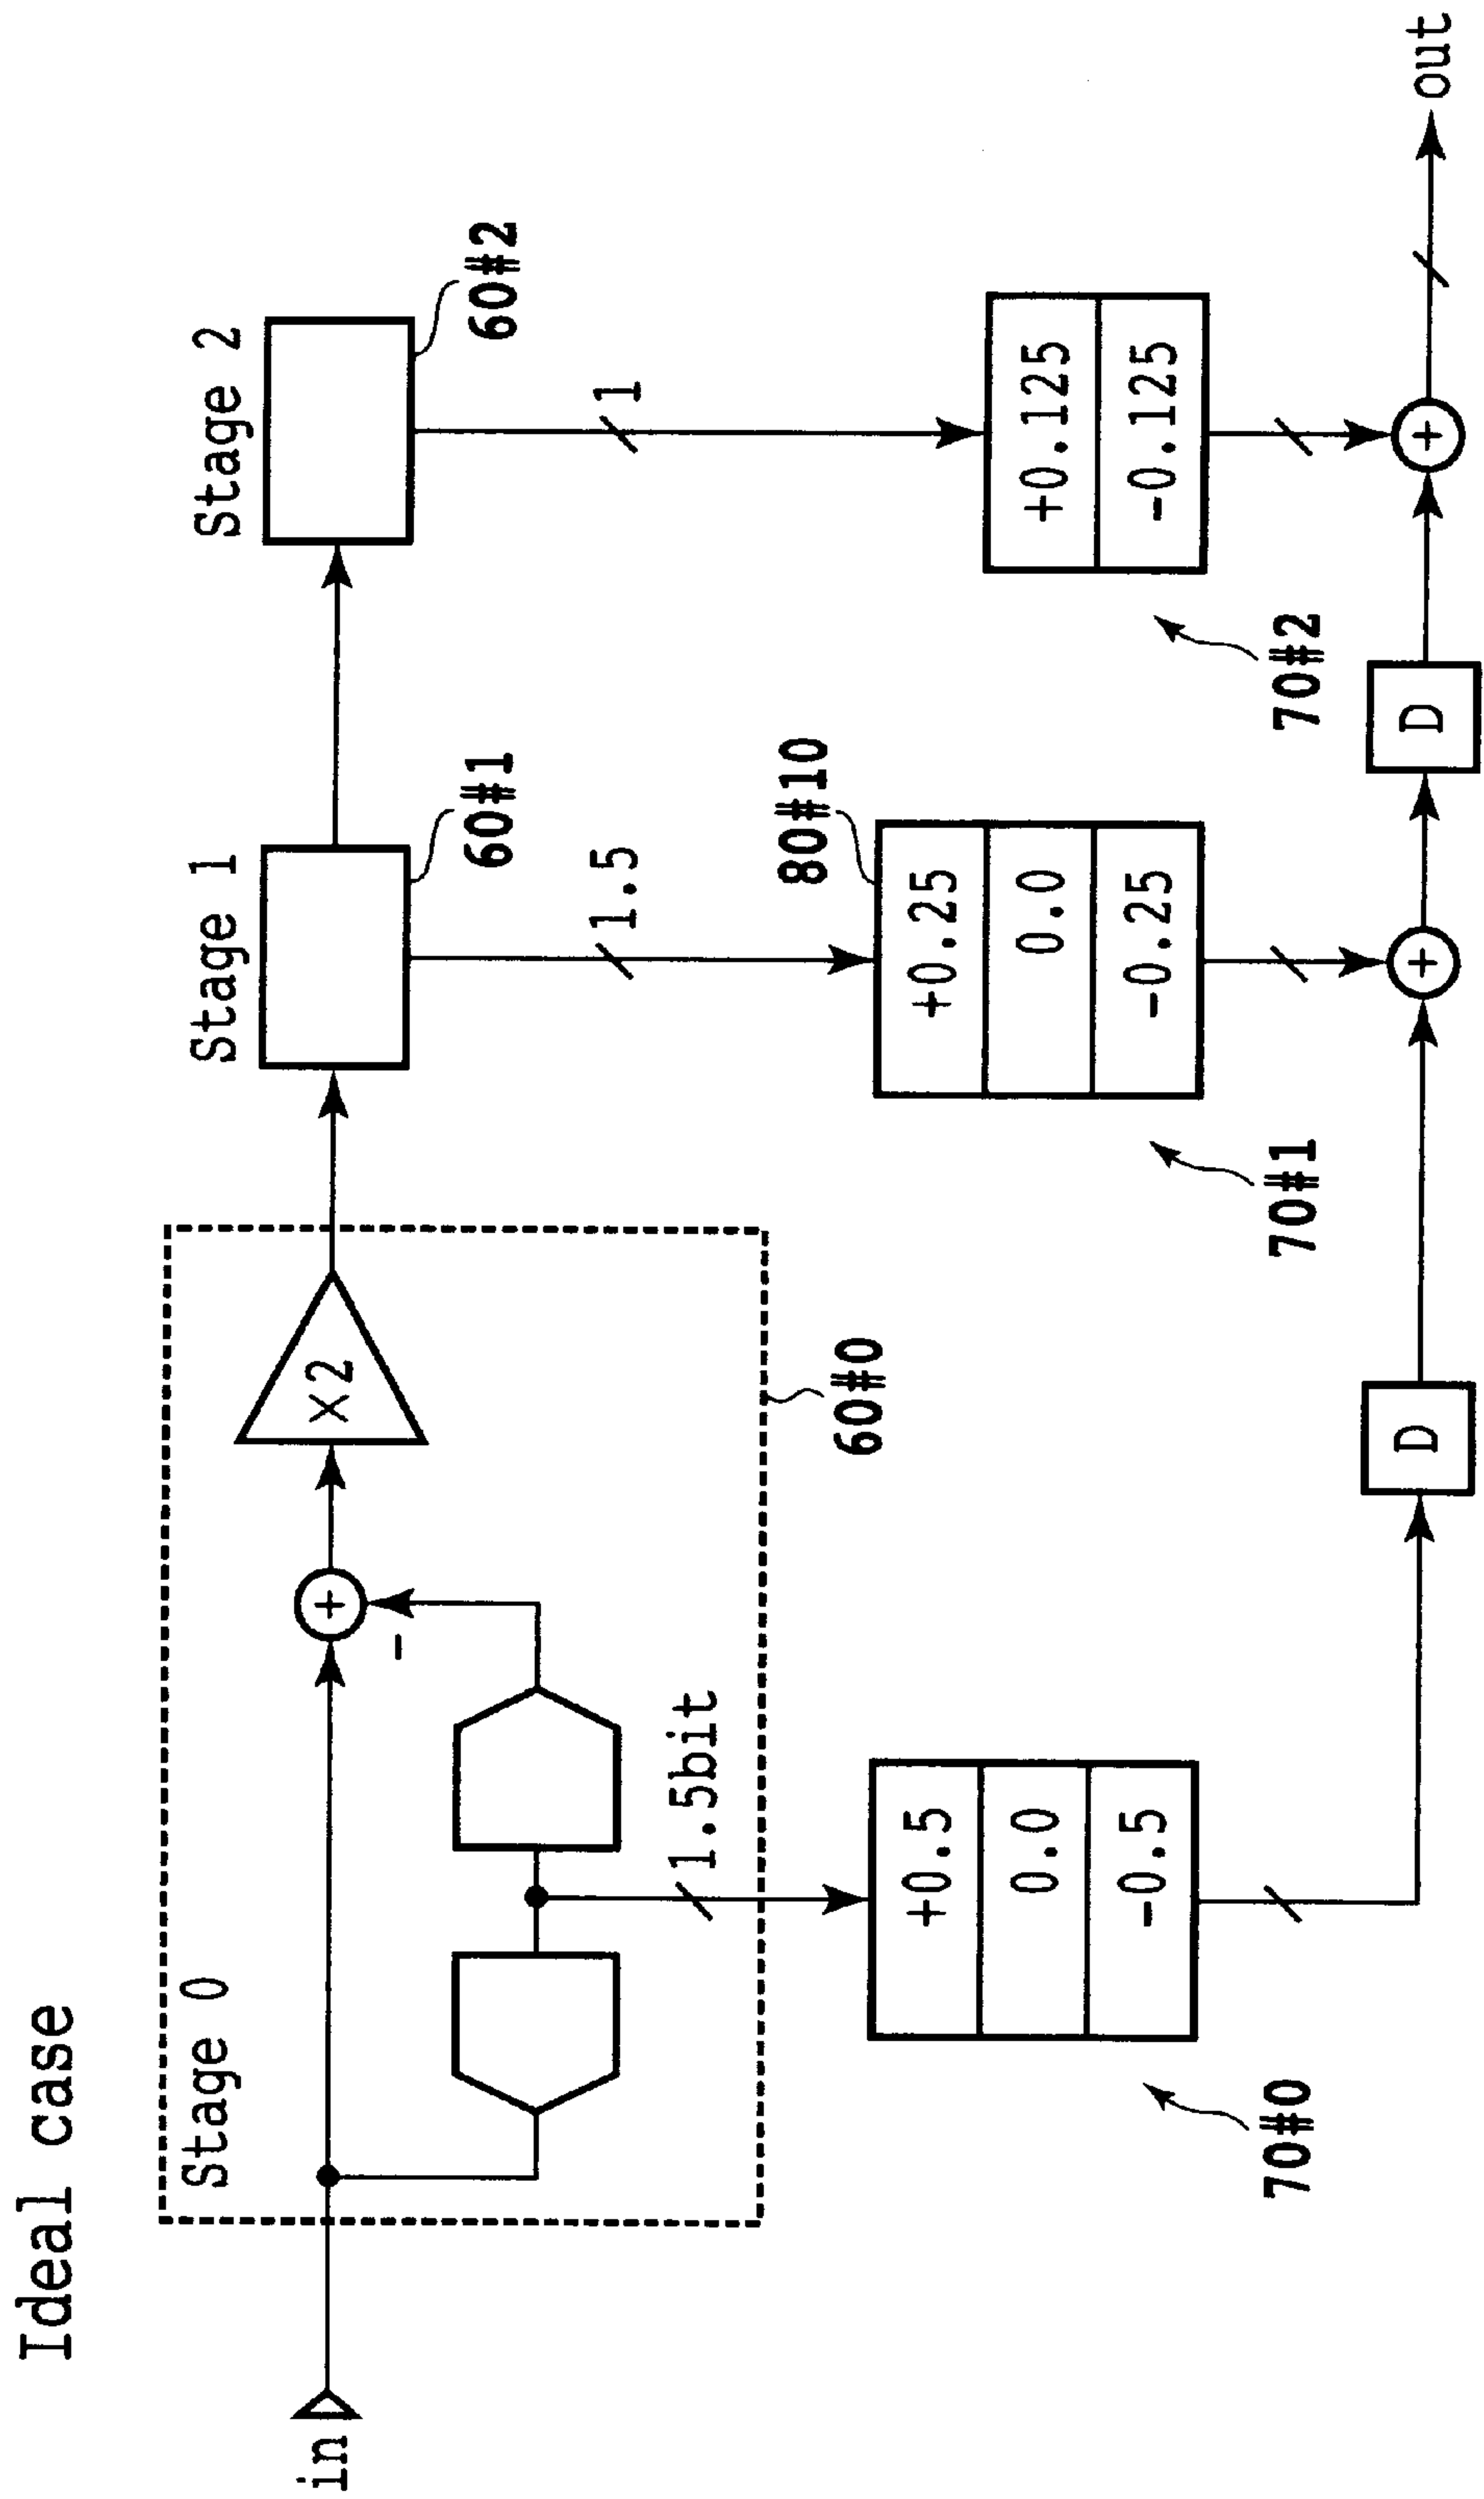 Ideal case
Stage 0
Stage 1
Stage 2
in
+
-
×2
60#0
60#1
60#2
1.5bit
1.5
1
80#10
+0.5
0.0
-0.5
+0.25
0.0
-0.25
+0.125
-0.125
70#0
70#1
70#2
D
+
D
+
out